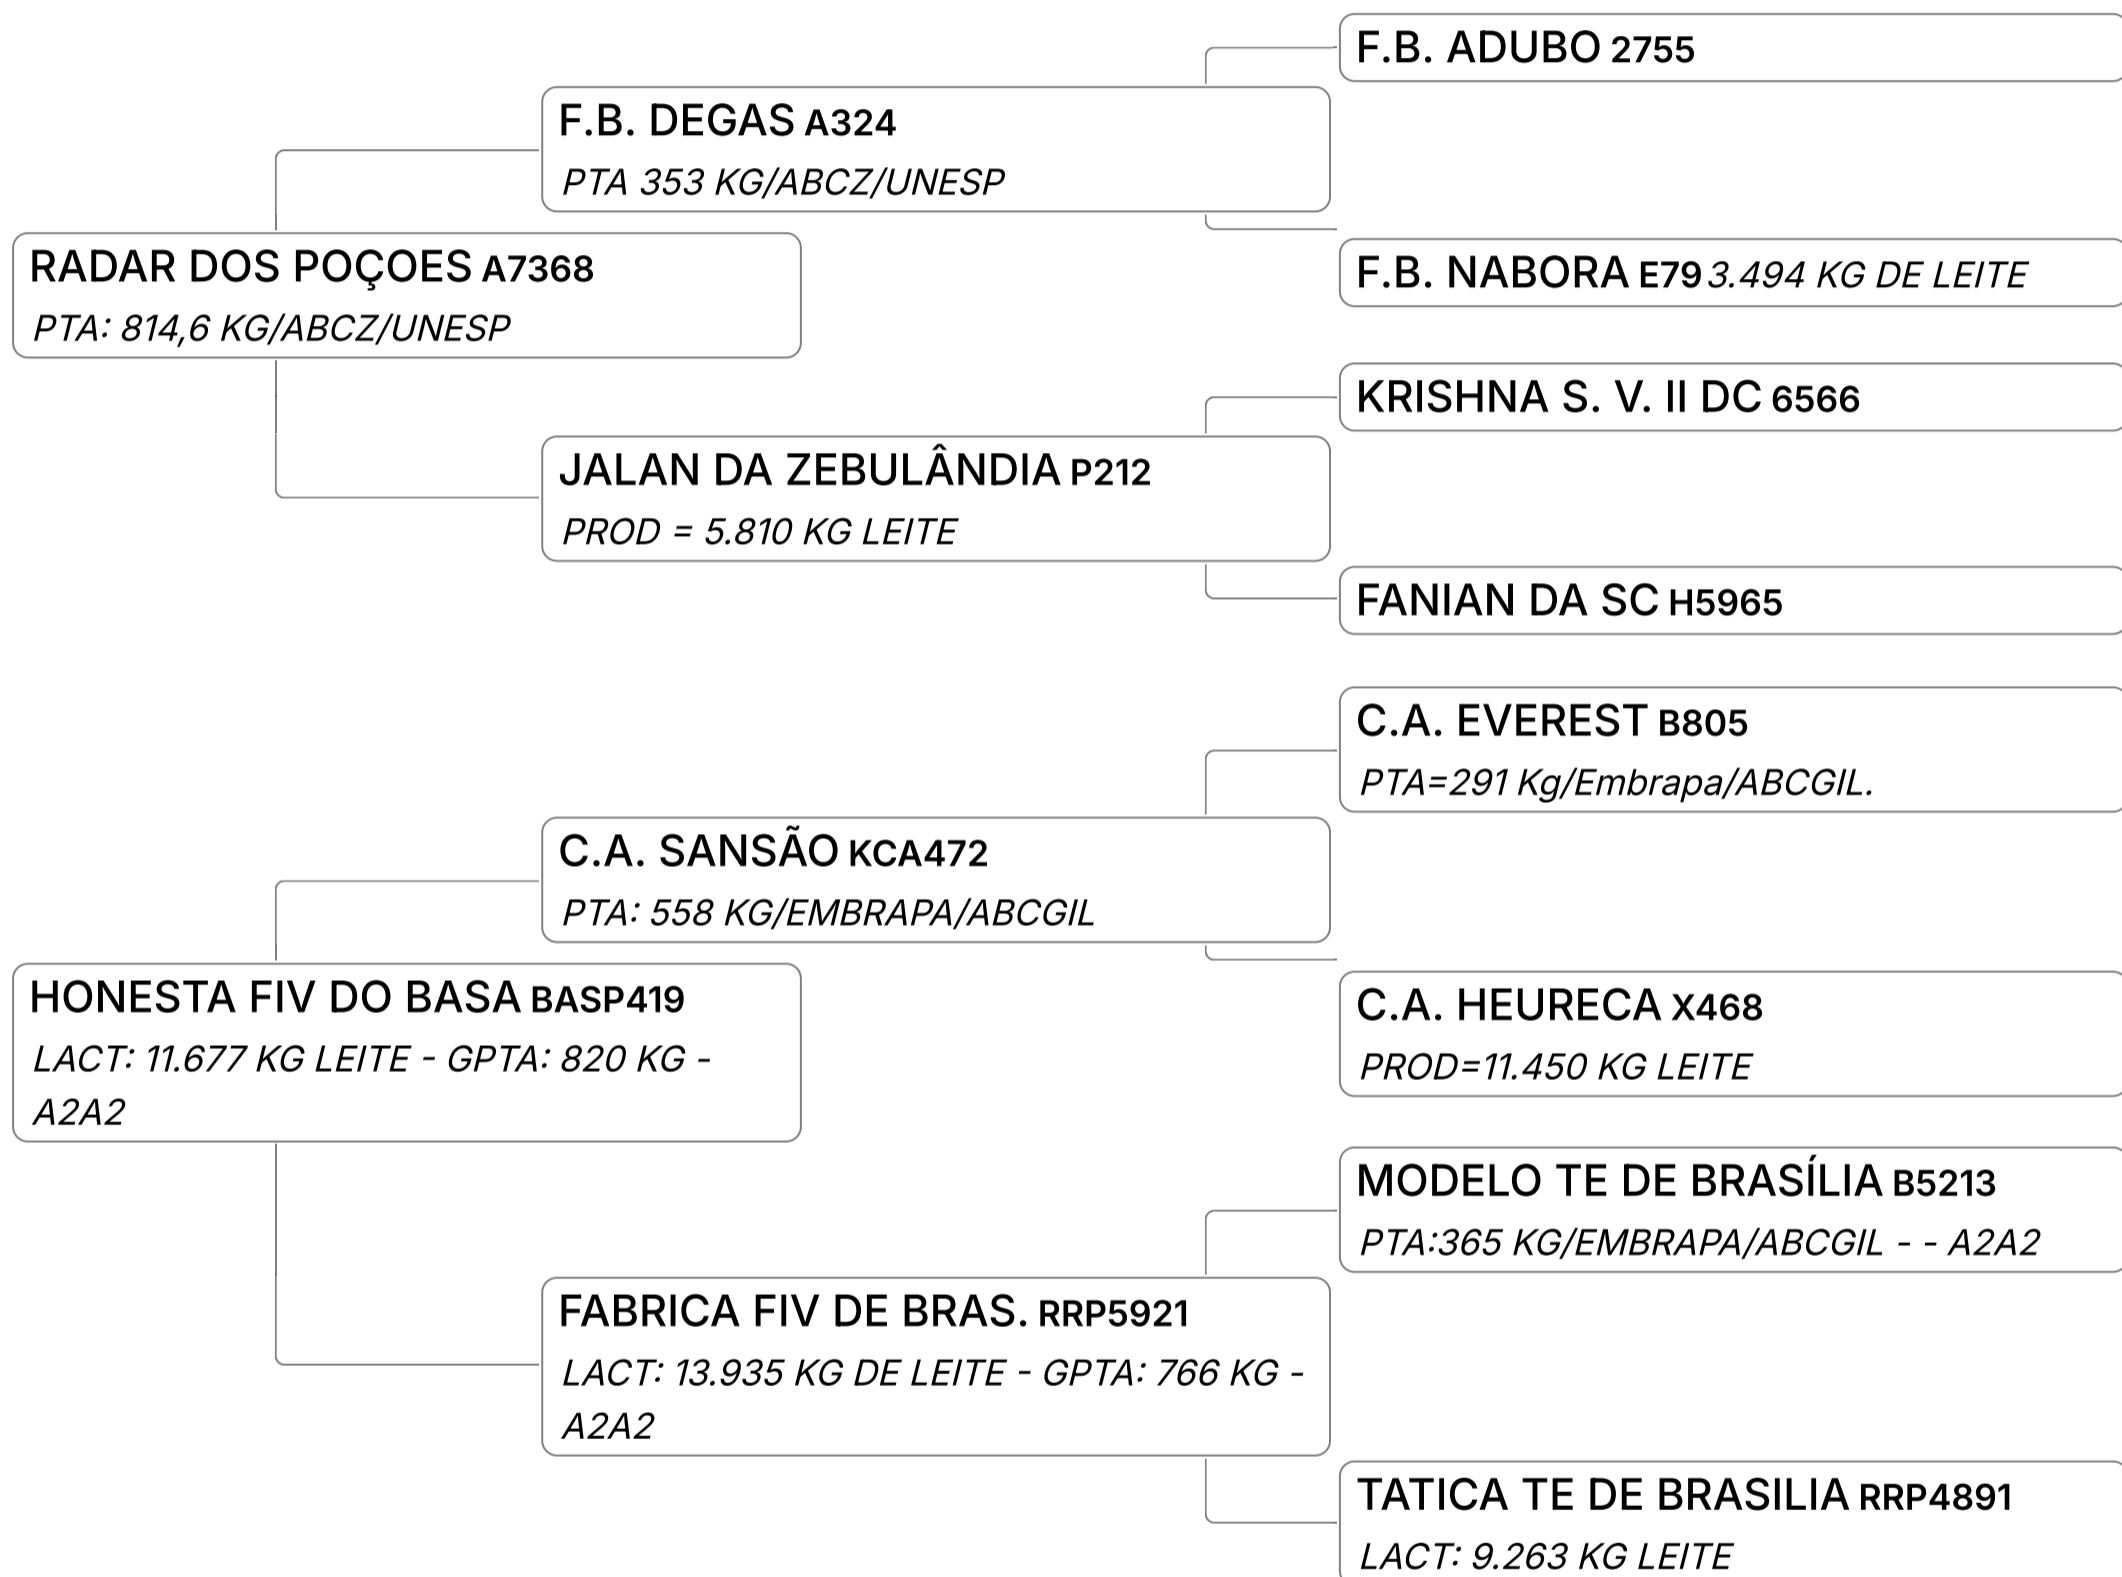 F.B. ADUBO 2755
F.B. DEGAS A324
PTA 353 KG/ABCZ/UNESP
RADAR DOS POÇOES A7368
PTA: 814,6 KG/ABCZ/UNESP
F.B. NABORA E79 3.494 KG DE LEITE
KRISHNA S. V. II DC 6566
JALAN DA ZEBULÂNDIA P212
PROD = 5.810 KG LEITE
FANIAN DA SC H5965
C.A. EVEREST B805
PTA=291 Kg/Embrapa/ABCGIL.
C.A. SANSÃO KCA472
PTA: 558 KG/EMBRAPA/ABCGIL
HONESTA FIV DO BASA BASP419
LACT: 11.677 KG LEITE - GPTA: 820 KG -
A2A2
C.A. HEURECA X468
PROD=11.450 KG LEITE
MODELO TE DE BRASÍLIA B5213
PTA:365 KG/EMBRAPA/ABCGIL - - A2A2
FABRICA FIV DE BRAS. RRP5921
LACT: 13.935 KG DE LEITE - GPTA: 766 KG -
A2A2
TATICA TE DE BRASILIA RRP4891
LACT: 9.263 KG LEITE